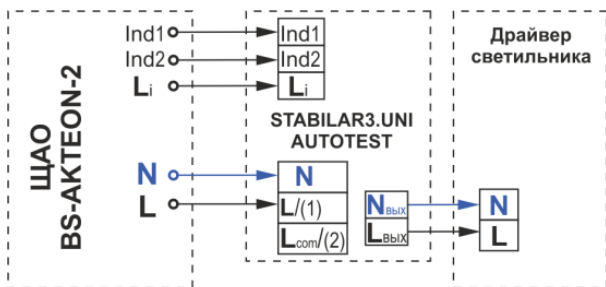 ЩАО
BS-AKTEON-2
Ind1
Ind2
Li
N
L
Ind1
Ind2
Li
STABILAR3.UNI
AUTOTEST
N
L/(1)
Lcom/(2)
Nвых
Lвых
Драйвер
светильника
N
L